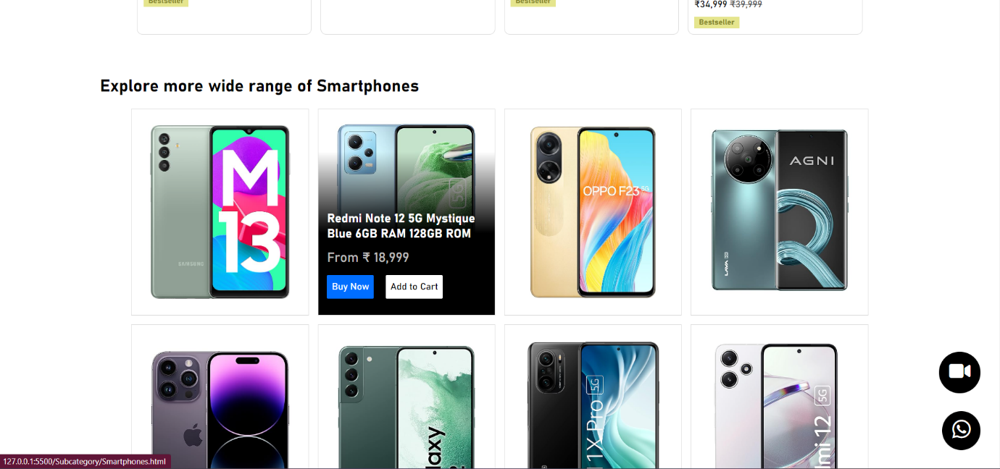 Bestseller
Bestseller
₹34,999 ₹39,999
Bestseller
Explore more wide range of Smartphones
M
13
SAMSUNG
5G
Redmi Note 12 5G Mystique
Blue 6GB RAM 128GB ROM
From ₹ 18,999
Buy Now
Add to Cart
OPPO F23 5G
AGNI
LAVA 5G
laxy
1X Pro 5G
mi 12 5G
127.0.0.1:5500/Subcategory/Smartphones.html